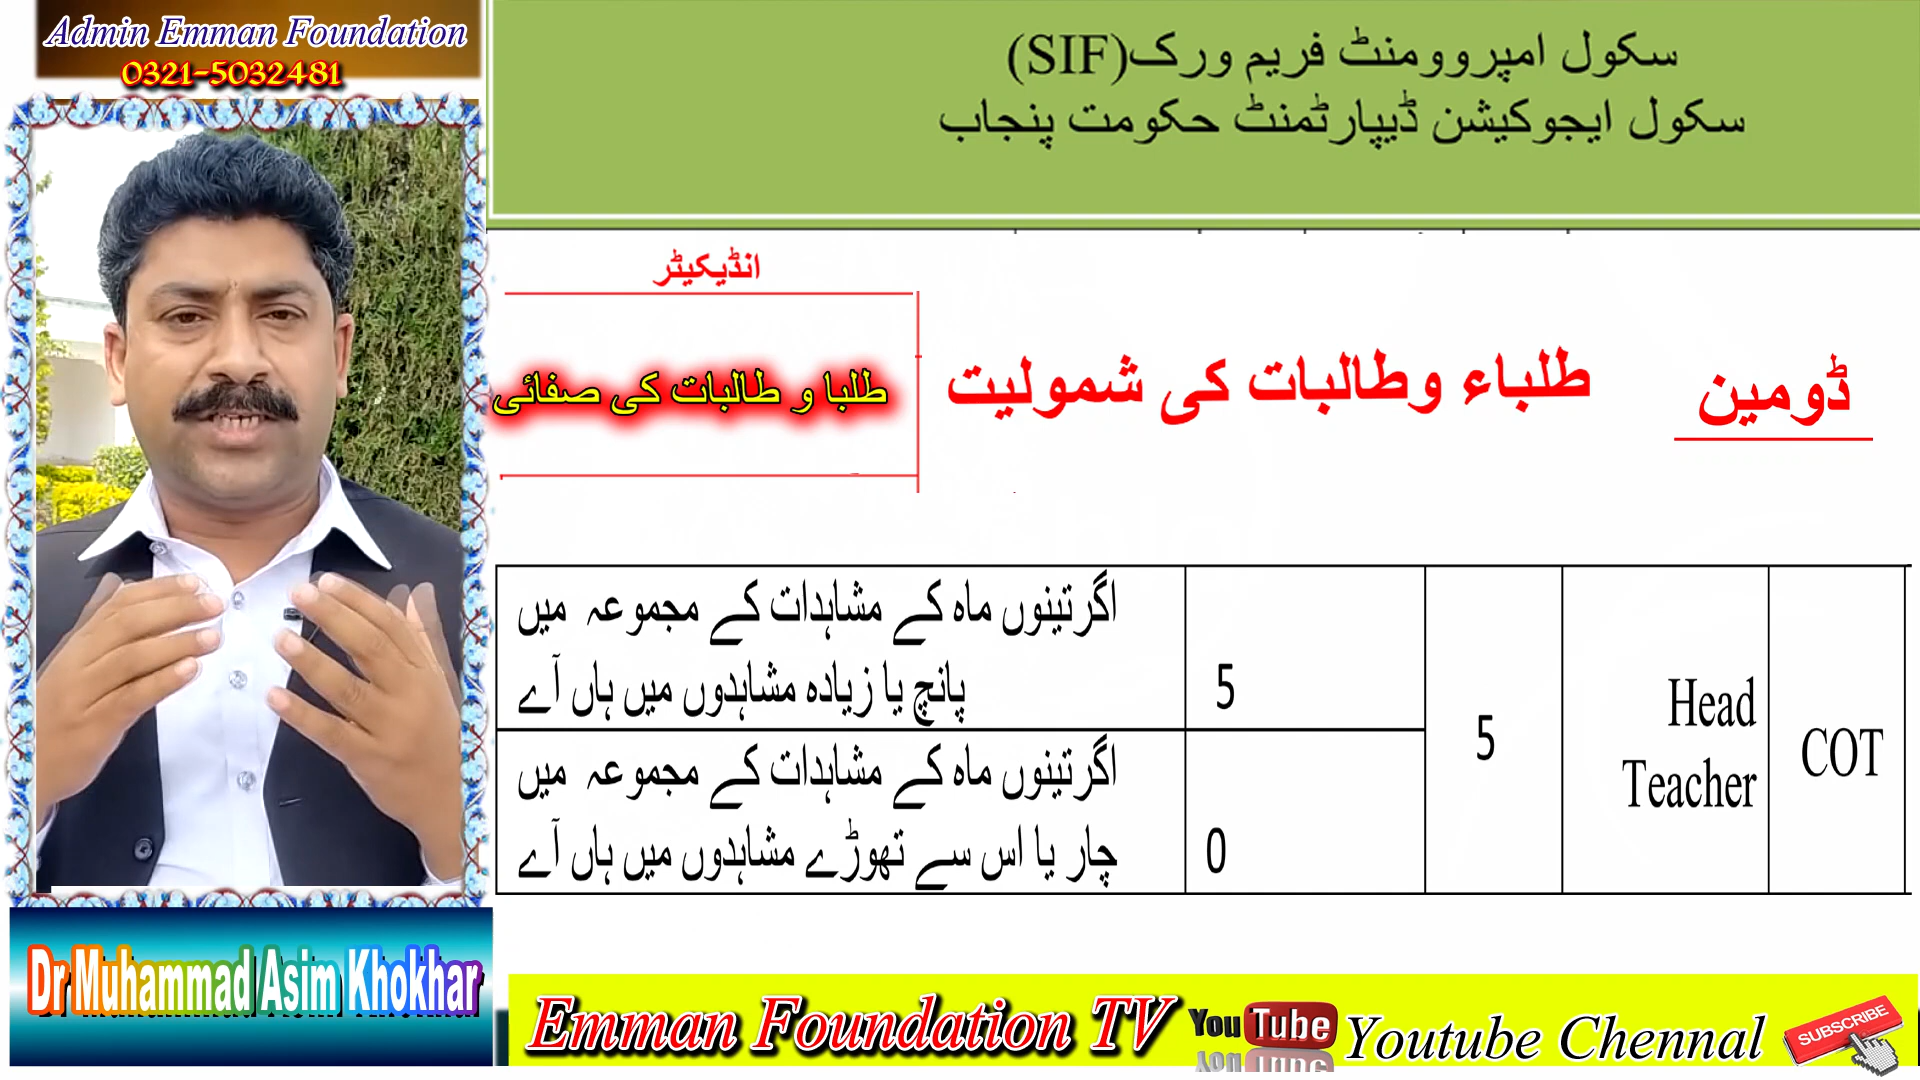 Admin Emman Foundation
0321-5032481
سکول امپروومنٹ فریم ورک(SIF)
سکول ایجوکیشن ڈیپارٹمنٹ حکومت پنجاب
انڈیکیٹر
ڈومین
طلباء وطالبات کی شمولیت
طلبا و طالبات کی صفائی
اگرتینوں ماہ کے مشاہدات کے مجموعہ میں
پانچ یا زیادہ مشاہدوں میں ہاں آے
5
اگرتینوں ماہ کے مشاہدات کے مجموعہ میں
چار یا اس سے تھوڑے مشاہدوں میں ہاں آے
0
5
Head
Teacher
COT
Dr Muhammad Asim Khokhar
Emman Foundation TV
YouTube
Youtube Chennal
SUBSCRIBE